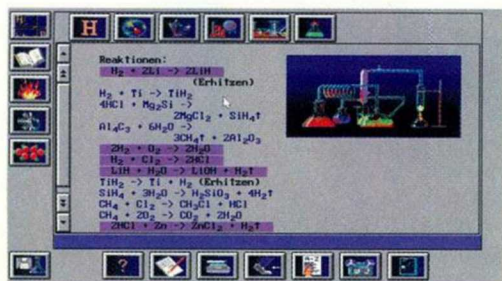 H
Reaktionen:
H₂ + 2Li -> 2LiH
(Erhitzen)
H₂ + Ti -> TiH₂
4HCl + Mg₂Si ->
2MgCl₂ + SiH₄↑
Al₄C₃ + 6H₂O ->
3CH₄↑ + 2Al₂O₃
2H₂ + O₂ -> 2H₂O
H₂ + Cl₂ -> 2HCl
LiH + H₂O -> LiOH + H₂↑
TiH₂ -> Ti + H₂ (Erhitzen)
SiH₄ + 3H₂O -> H₂SiO₃ + 4H₂↑
CH₄ + Cl₂ -> CH₃Cl + HCl
CH₄ + 2O₂ -> CO₂ + 2H₂O
2HCl + Zn -> ZnCl₂ + H₂↑
?